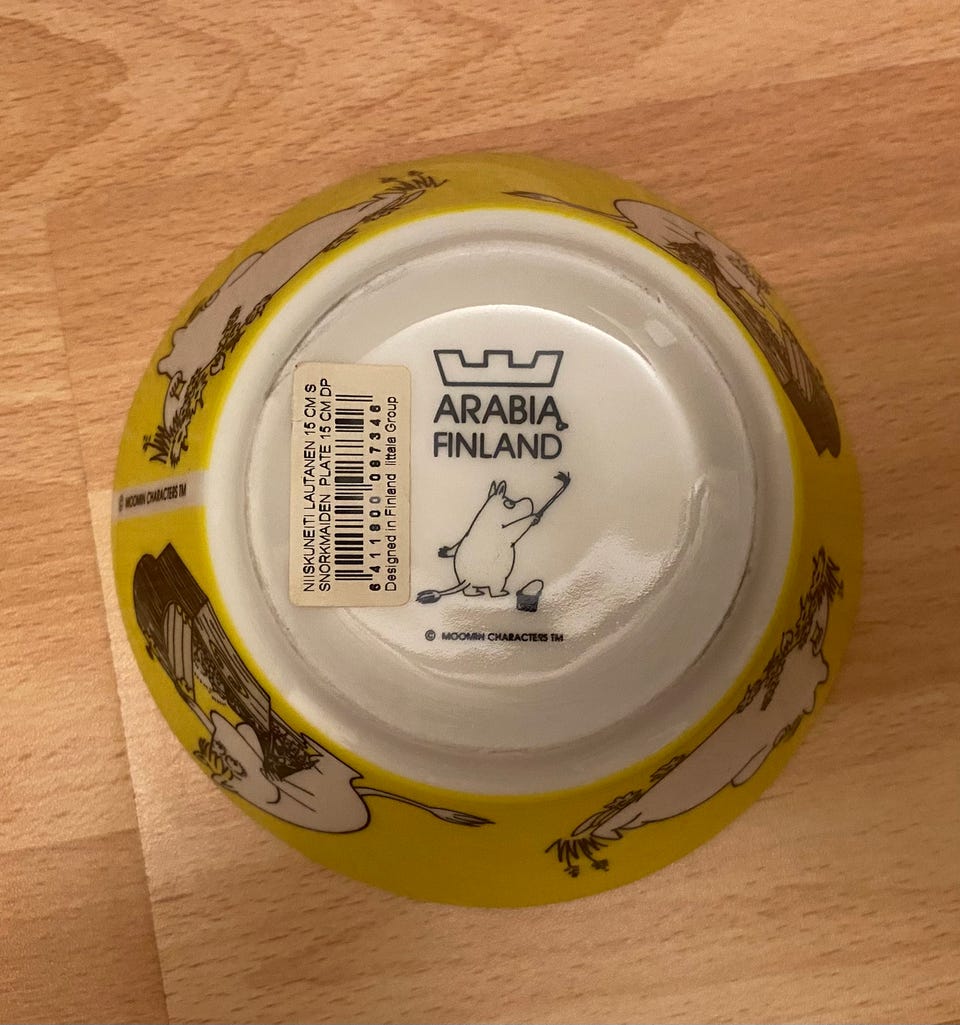 ARABIA
FINLAND
© MOOMIN CHARACTERS TM
NIISKUNEITI LAUTANEN 15 CM S
SNORKMAIDEN PLATE 15 CM DP
6 411800 087346
Designed in Finland Iittala Group
© MOOMIN CHARACTERS TM